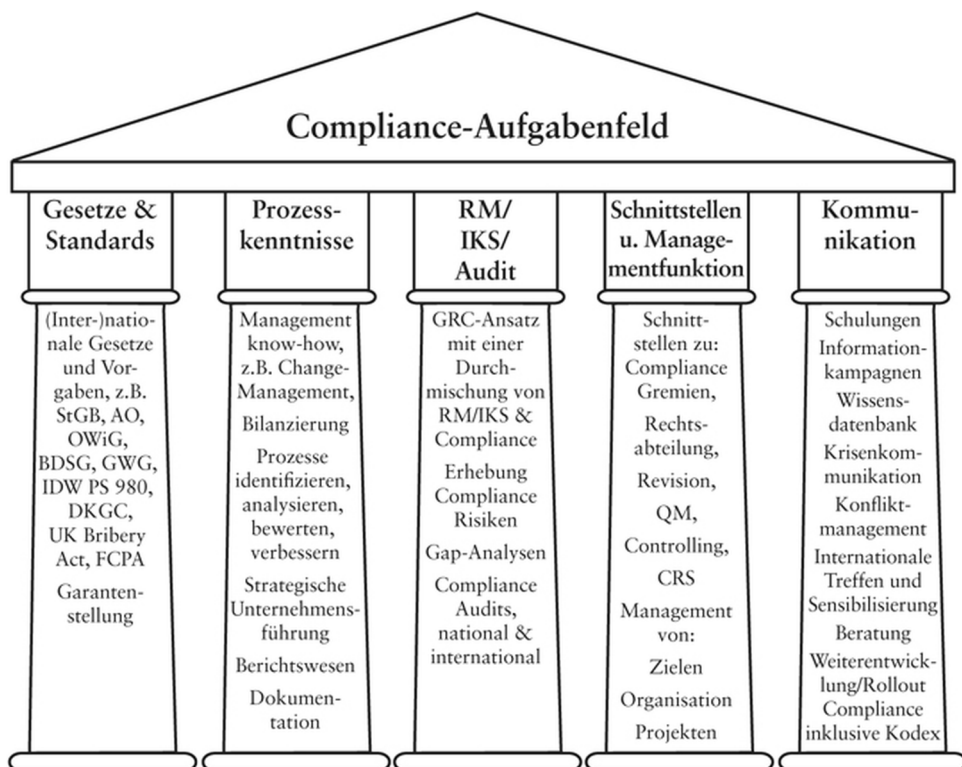 Compliance-Aufgabenfeld
Gesetze &
Standards
(Inter-)natio-
nale Gesetze
und Vor-
gaben, z.B.
StGB, AO,
OWiG,
BDSG, GWG,
IDW PS 980,
DKGC,
UK Bribery
Act, FCPA
Garanten-
stellung
Prozess-
kenntnisse
Management
know-how,
z.B. Change-
Management,
Bilanzierung
Prozesse
identifizieren,
analysieren,
bewerten,
verbessern
Strategische
Unternehmens-
führung
Berichtswesen
Dokumen-
tation
RM/
IKS/
Audit
GRC-Ansatz
mit einer
Durch-
mischung von
RM/IKS &
Compliance
Erhebung
Compliance
Risiken
Gap-Analysen
Compliance
Audits,
national &
international
Schnittstellen
u. Manage-
mentfunktion
Schnitt-
stellen zu:
Compliance
Gremien,
Rechts-
abteilung,
Revision,
QM,
Controlling,
CRS
Management
von:
Zielen
Organisation
Projekten
Kommu-
nikation
Schulungen
Information-
kampagnen
Wissens-
datenbank
Krisenkom-
munikation
Konflikt-
management
Internationale
Treffen und
Sensibilisierung
Beratung
Weiterentwick-
lung/Rollout
Compliance
inklusive Kodex